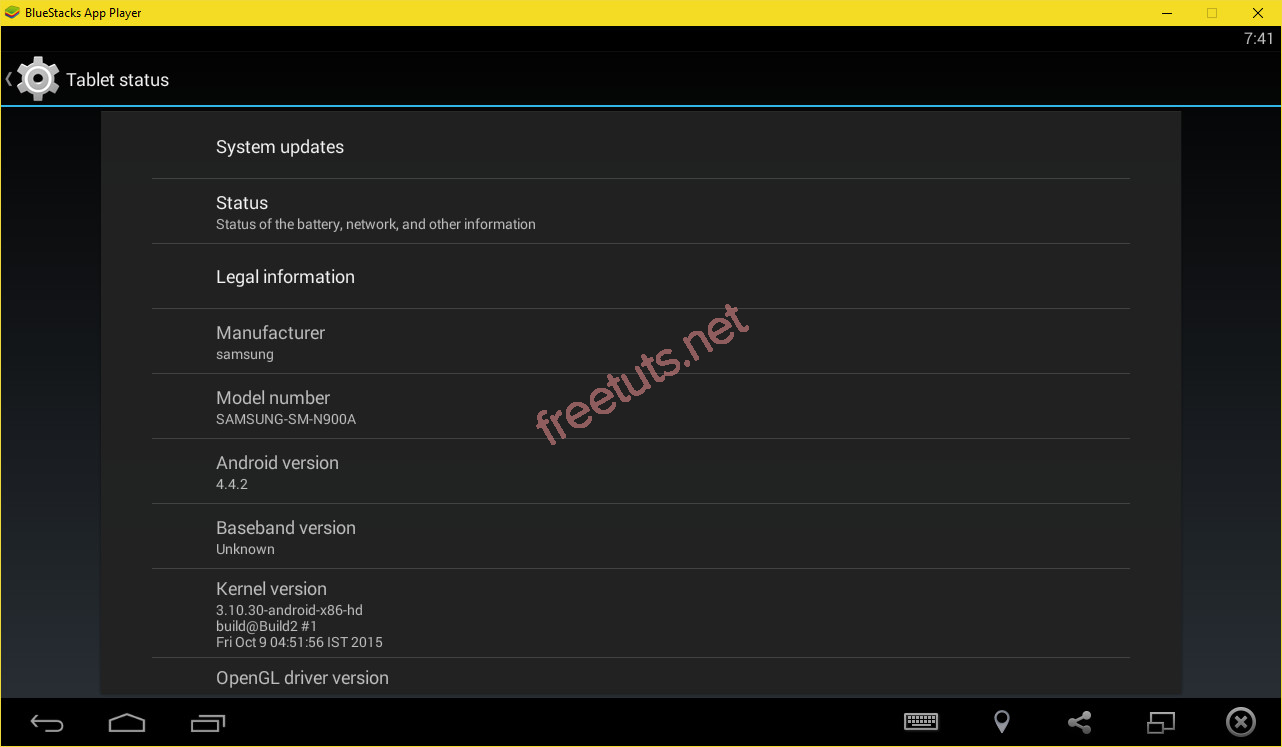 BlueStacks App Player
7:41
Tablet status
System updates
Status
Status of the battery, network, and other information
Legal information
Manufacturer
samsung
freetuts.net
Model number
SAMSUNG-SM-N900A
Android version
4.4.2
Baseband version
Unknown
Kernel version
3.10.30-android-x86-hd
build@Build2 #1
Fri Oct 9 04:51:56 IST 2015
OpenGL driver version